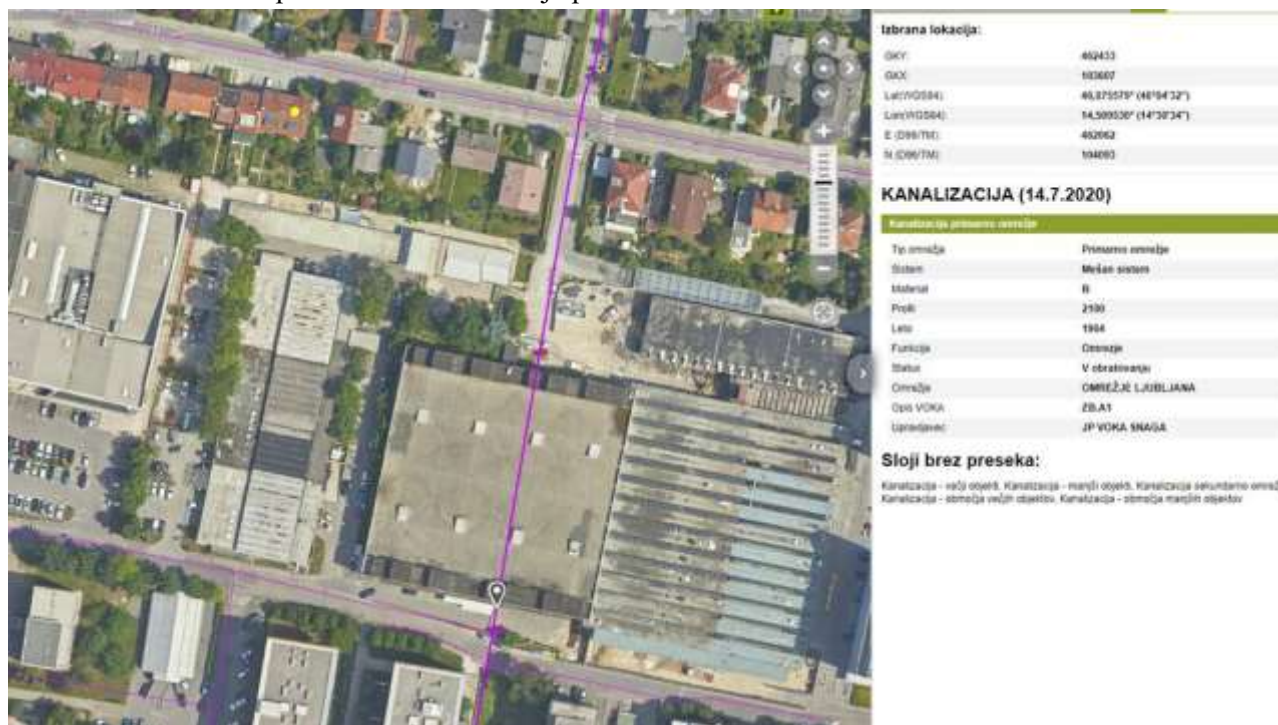 Izbrana lokacija:
GKY: 462433
GKX: 103607
Lat(WGS84): 46,075579° (46°04'32")
Lon(WGS84): 14,509530° (14°30'34")
E (D96/TM): 462062
N (D96/TM): 104093
KANALIZACIJA (14.7.2020)
Kanalizacija primarno omrežje
Tip omrežja Primarno omrežje
Sistem Mešan sistem
Material B
Profil 2100
Leto 1964
Funkcija Omrežje
Status V obratovanju
Omrežje OMREŽJE LJUBLJANA
Opis VOKA ZB.A1
Upravljavec JP VOKA SNAGA
Sloji brez preseka:
Kanalizacija - večji objekti, Kanalizacija - manjši objekti, Kanalizacija sekundarno omrež
Kanalizacija - območja večjih objektov, Kanalizacija - območja manjših objektov